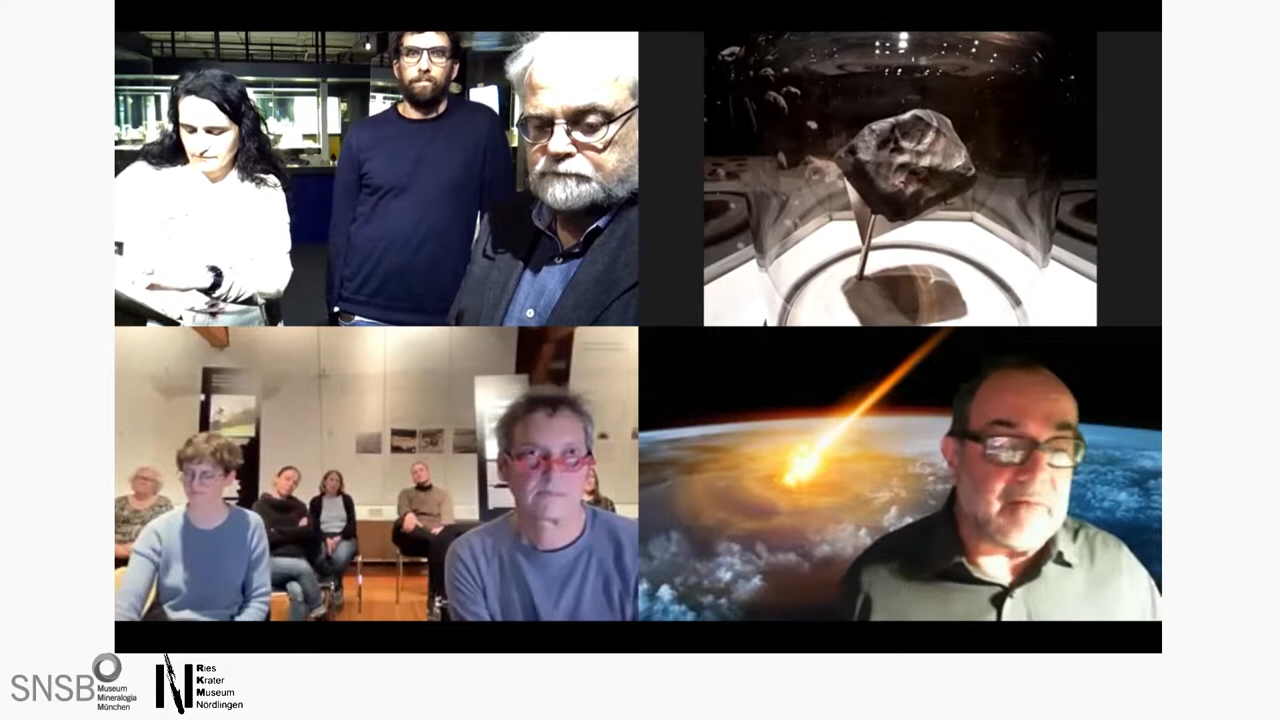 SNSB
Museum
Mineralogia
München
Ries
Krater
Museum
Nördlingen